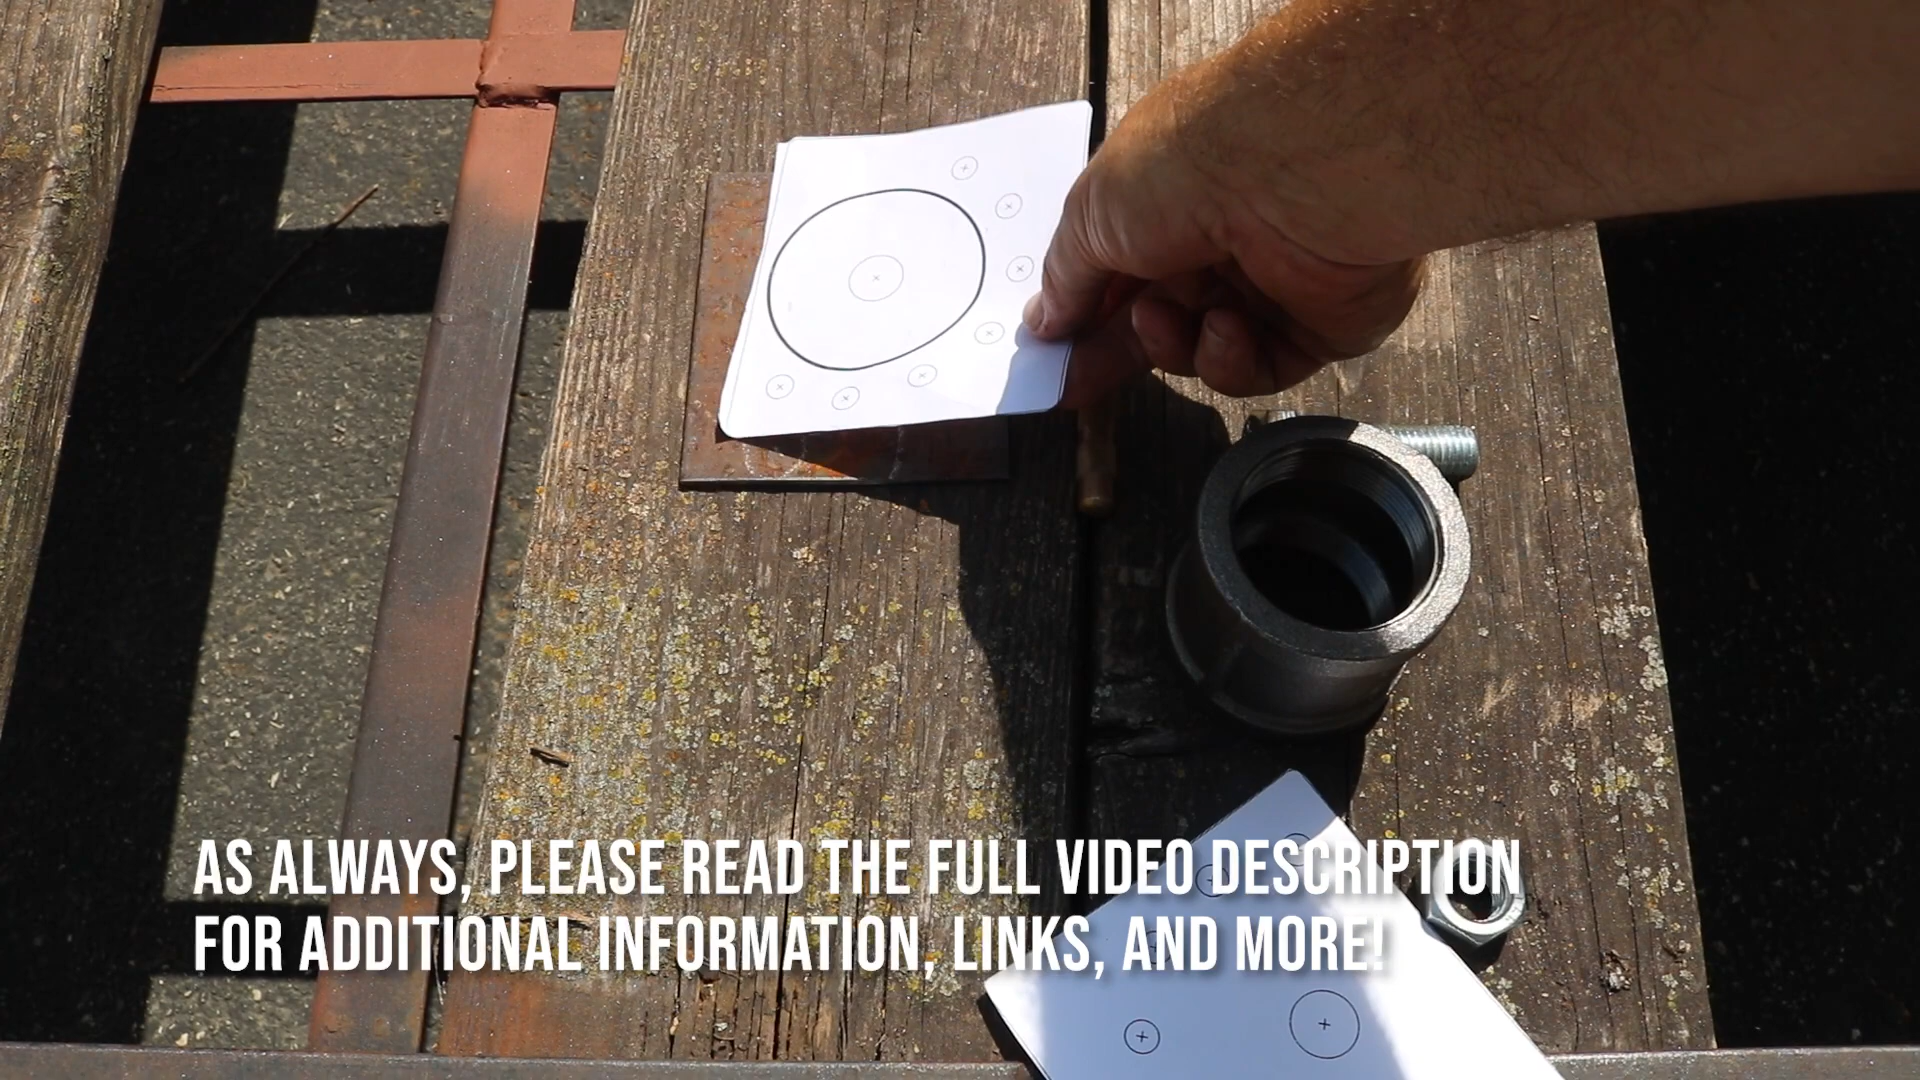 AS ALWAYS, PLEASE READ THE FULL VIDEO DESCRIPTION
FOR ADDITIONAL INFORMATION, LINKS, AND MORE!